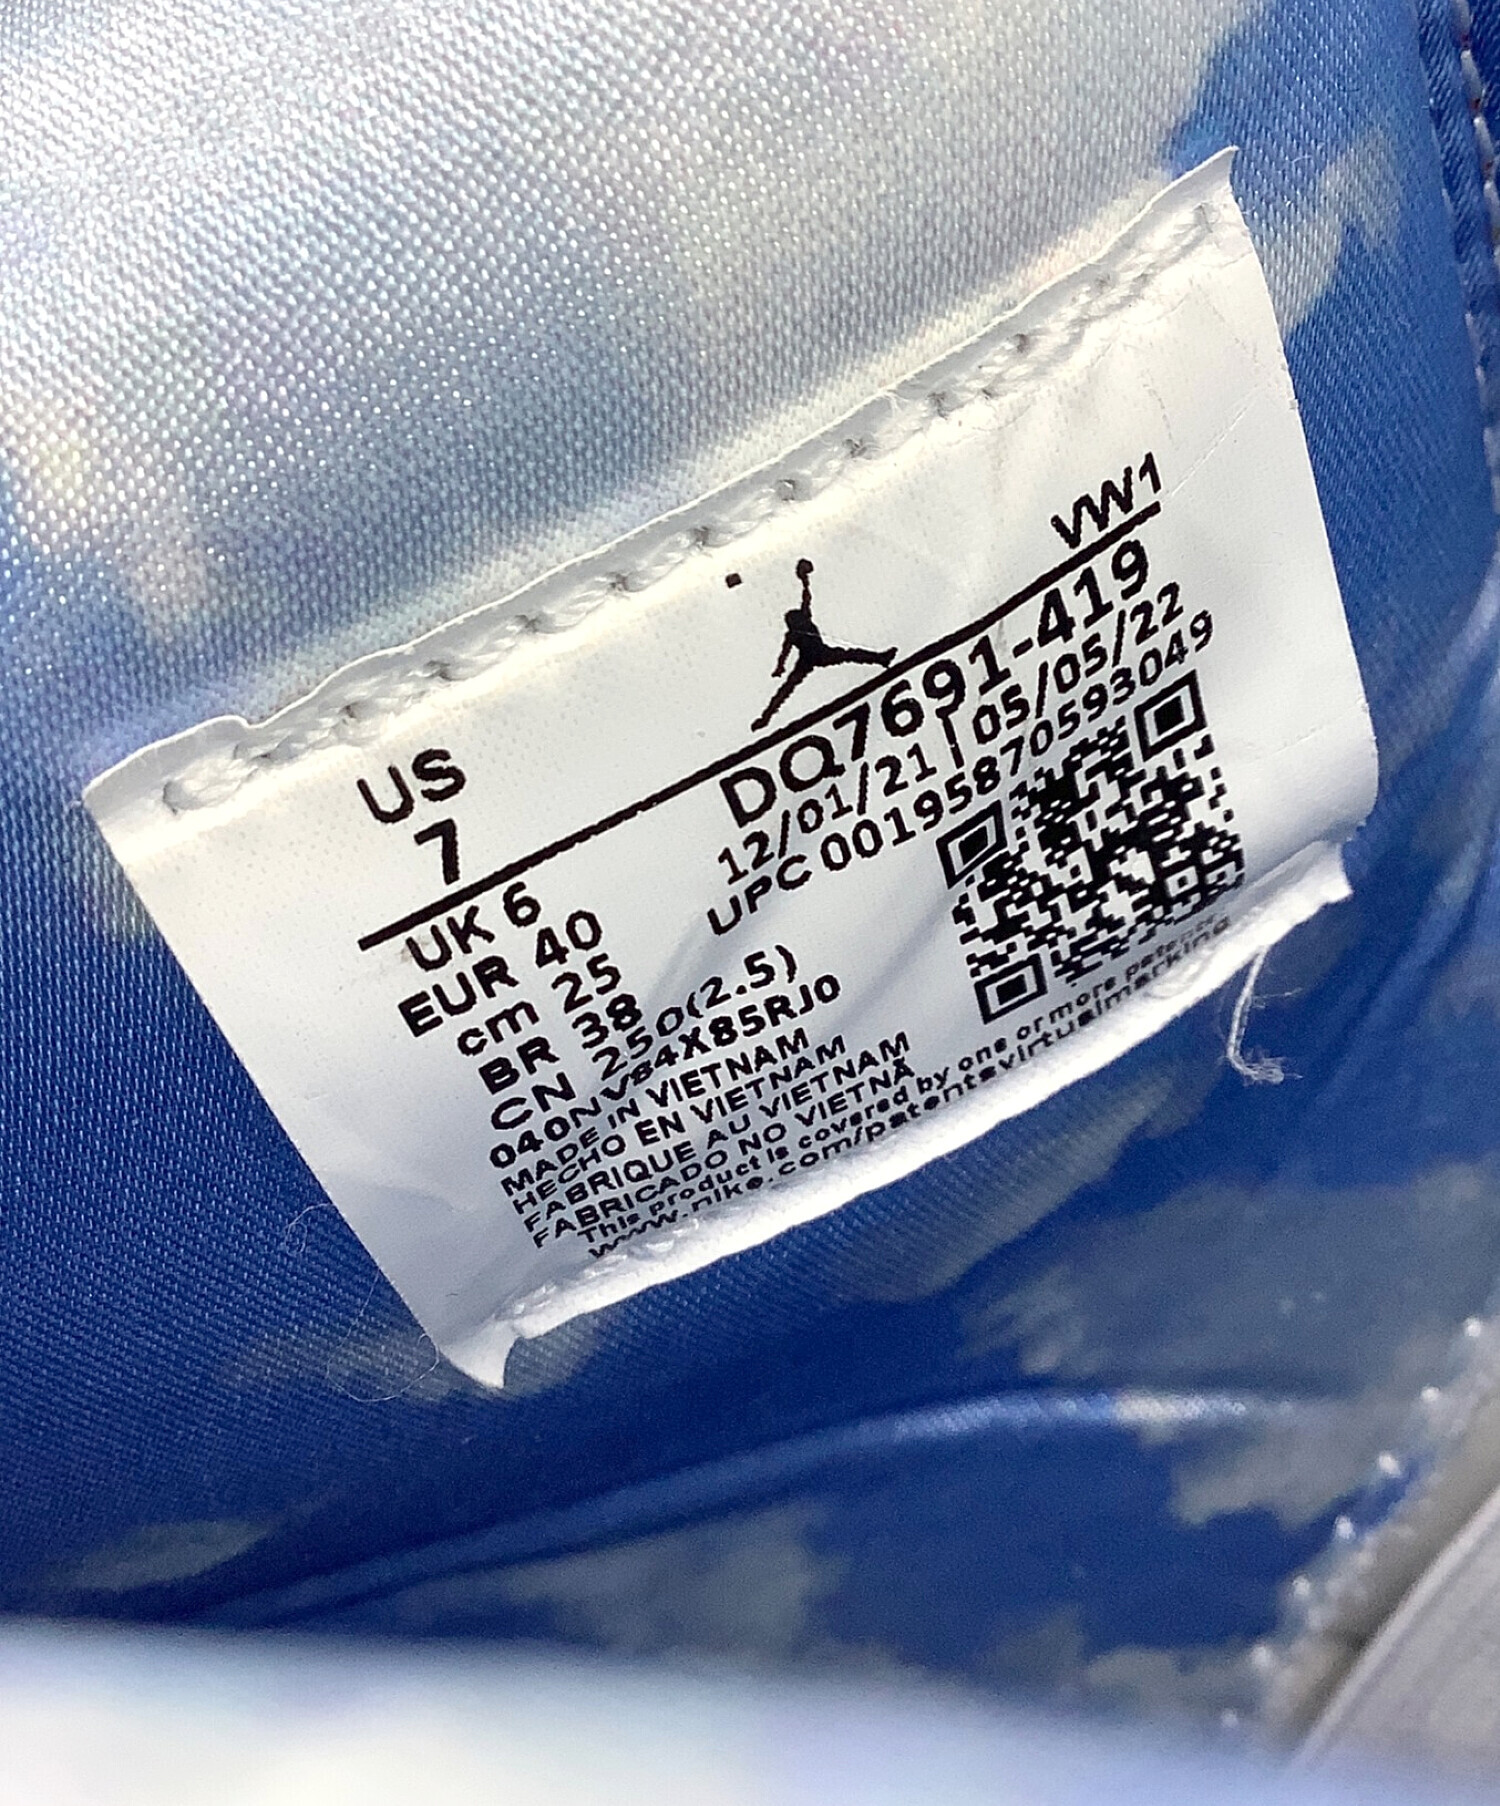 VW1
US
7
DQ7691-419
12/01/21 | 05/05/22
UPC 00195870593049
UK 6
EUR 40
cm 25
BR 38
CN 250(2.5)
040NV84X85RJ0
MADE IN VIETNAM
HECHO EN VIETNAM
FABRIQUE AU VIETNAM
FABRICADO NO VIETNÃ
This product is covered by one or more patents
www.nike.com/patentsvirtualmarking